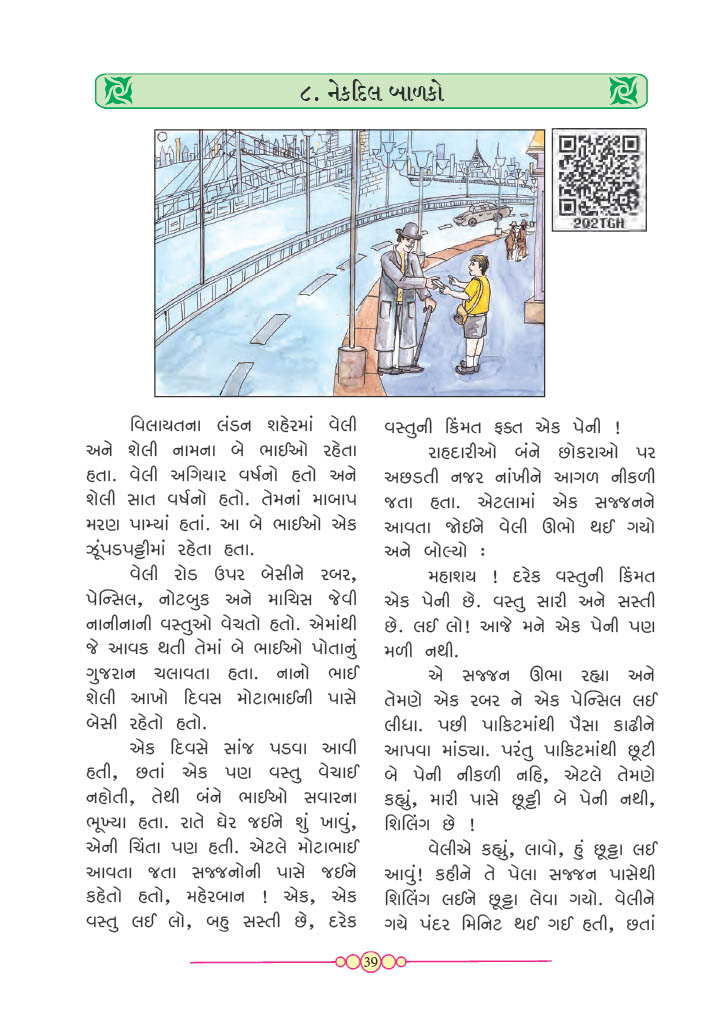 ૮. નેકદિલ બાળકો
2Q2TGH
વિલાયતના લંડન શહેરમાં વેલી
અને શેલી નામના બે ભાઈઓ રહેતા
હતા. વેલી અગિયાર વર્ષનો હતો અને
શેલી સાત વર્ષનો હતો. તેમનાં માબાપ
મરણ પામ્યાં હતાં. આ બે ભાઈઓ એક
ઝૂંપડપટ્ટીમાં રહેતા હતા.
વેલી રોડ ઉપર બેસીને રબર,
પેન્સિલ, નોટબુક અને માચિસ જેવી
નાનીનાની વસ્તુઓ વેચતો હતો. એમાંથી
જે આવક થતી તેમાં બે ભાઈઓ પોતાનું
ગુજરાન ચલાવતા હતા. નાનો ભાઈ
શેલી આખો દિવસ મોટાભાઈની પાસે
બેસી રહેતો હતો.
એક દિવસે સાંજ પડવા આવી
હતી, છતાં એક પણ વસ્તુ વેચાઈ
નહોતી, તેથી બંને ભાઈઓ સવારના
ભૂખ્યા હતા. રાતે ઘેર જઈને શું ખાવું,
એની ચિંતા પણ હતી. એટલે મોટાભાઈ
આવતા જતા સજ્જનોની પાસે જઈને
કહેતો હતો, મહેરબાન ! એક, એક
વસ્તુ લઈ લો, બહુ સસ્તી છે, દરેક
વસ્તુની કિંમત ફક્ત એક પેની !
રાહદારીઓ બંને છોકરાઓ પર
અછડતી નજર નાંખીને આગળ નીકળી
જતા હતા. એટલામાં એક સજ્જનને
આવતા જોઈને વેલી ઊભો થઈ ગયો
અને બોલ્યો :
મહાશય ! દરેક વસ્તુની કિંમત
એક પેની છે. વસ્તુ સારી અને સસ્તી
છે. લઈ લો! આજે મને એક પેની પણ
મળી નથી.
એ સજ્જન ઊભા રહ્યા અને
તેમણે એક રબર ને એક પેન્સિલ લઈ
લીધા. પછી પાકિટમાંથી પૈસા કાઢીને
આપવા માંડ્યા. પરંતુ પાકિટમાંથી છૂટી
બે પેની નીકળી નહિ, એટલે તેમણે
કહ્યું, મારી પાસે છૂટ્ટી બે પેની નથી,
શિલિંગ છે !
વેલીએ કહ્યું, લાવો, હું છૂટ્ટા લઈ
આવું! કહીને તે પેલા સજ્જન પાસેથી
શિલિંગ લઈને છૂટ્ટા લેવા ગયો. વેલીને
ગયે પંદર મિનિટ થઈ ગઈ હતી, છતાં
39